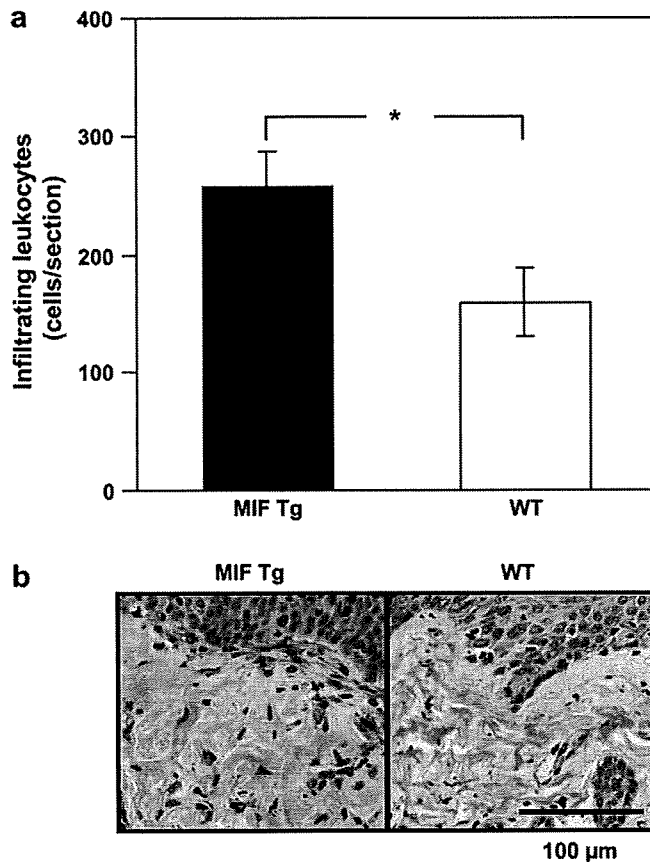 a
400
300
200
100
0
Infiltrating leukocytes
(cells/section)
*
MIF Tg WT
b
MIF Tg WT
100 µm